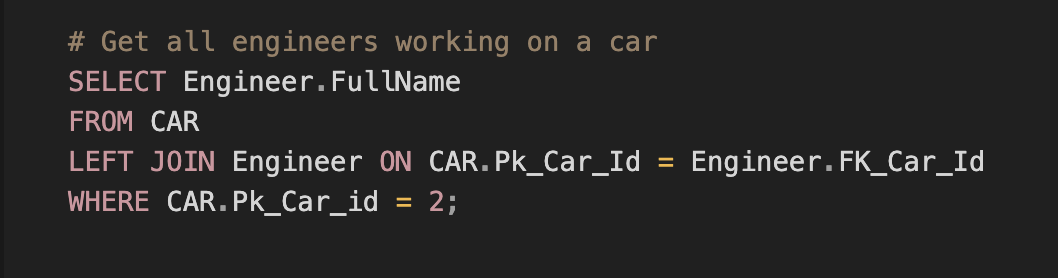 # Get all engineers working on a car
SELECT Engineer.FullName
FROM CAR
LEFT JOIN Engineer ON CAR.Pk_Car_Id = Engineer.FK_Car_Id
WHERE CAR.Pk_Car_id = 2;